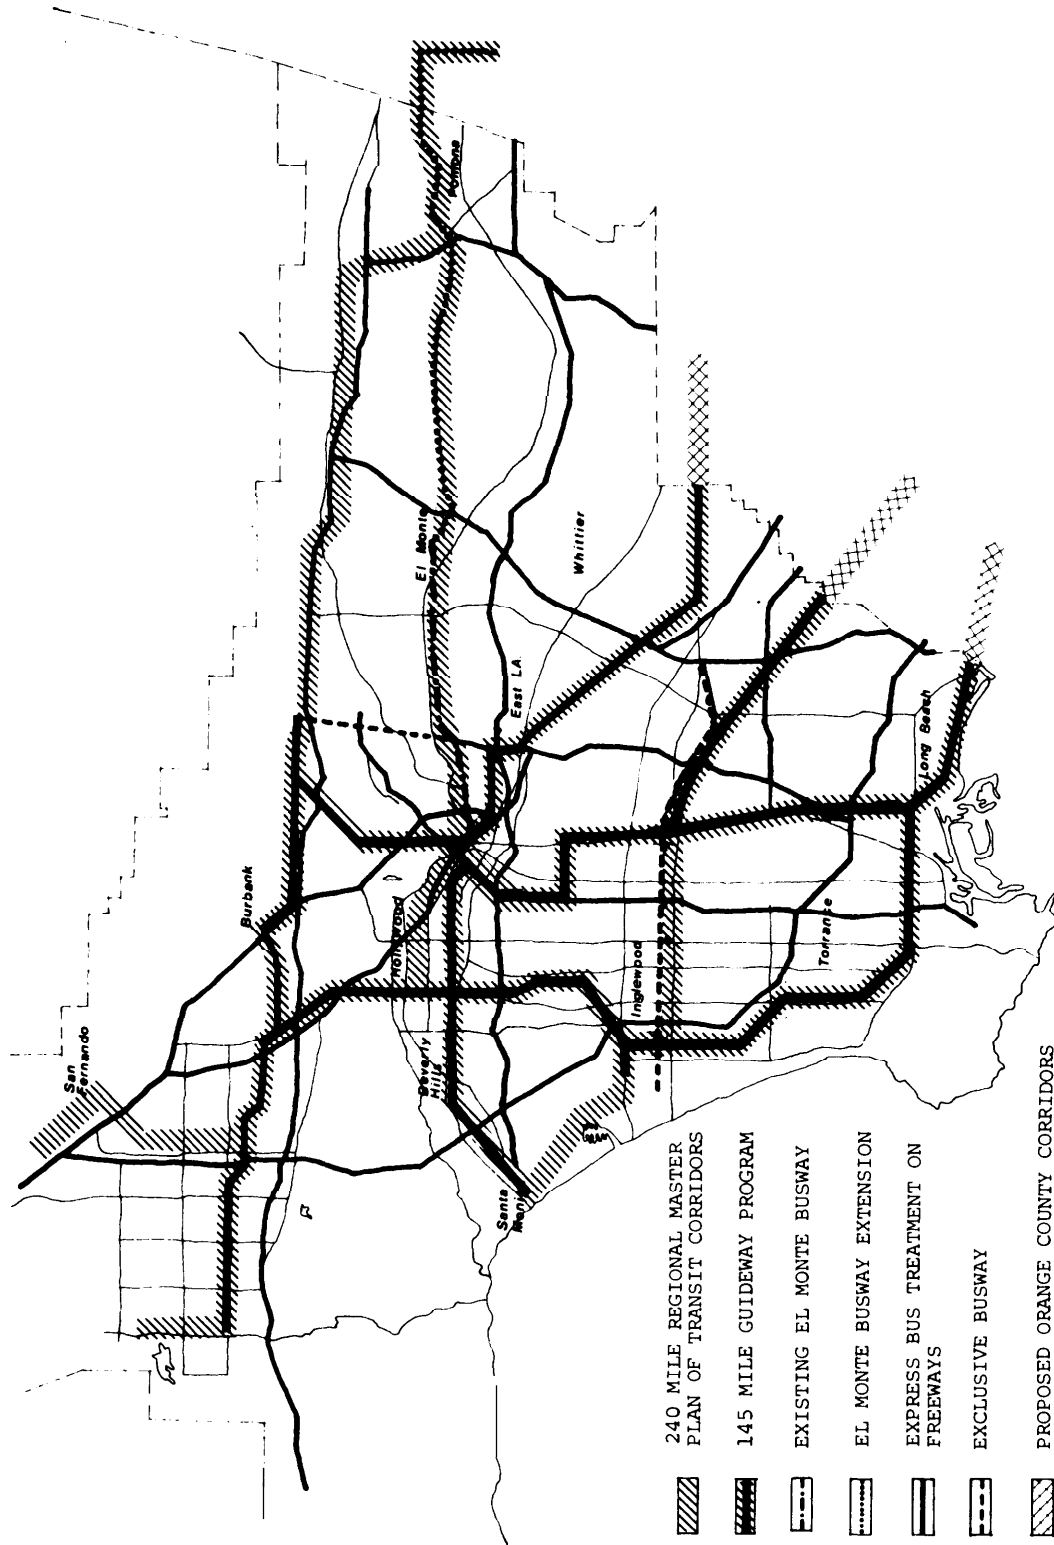 San
Fernando
Burbank
Hollywood
Beverly
Hills
Santa
Monica
El Monte
Pomona
East LA.
Whittier
Inglewood
Torrance
Long Beach
240 MILE REGIONAL MASTER
PLAN OF TRANSIT CORRIDORS
145 MILE GUIDEWAY PROGRAM
EXISTING EL MONTE BUSWAY
EL MONTE BUSWAY EXTENSION
EXPRESS BUS TREATMENT ON
FREEWAYS
EXCLUSIVE BUSWAY
PROPOSED ORANGE COUNTY CORRIDORS